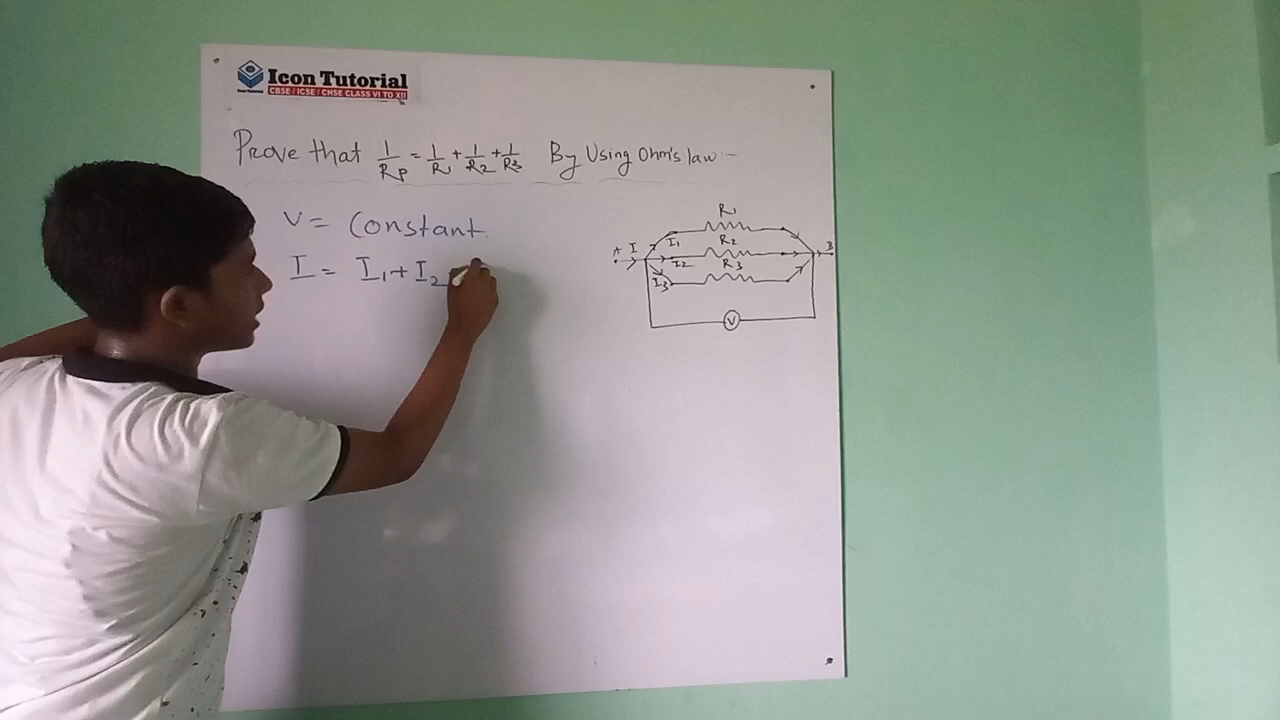 Icon Tutorial
CBSE / ICSE / CHSE CLASS VI TO XII
Prove that 1/Rp = 1/R1 + 1/R2 + 1/R3 By Using Ohm's law :-
V = Constant.
I = I1 + I2
R1
A I I1 R2 B
I2 R3
I3
V